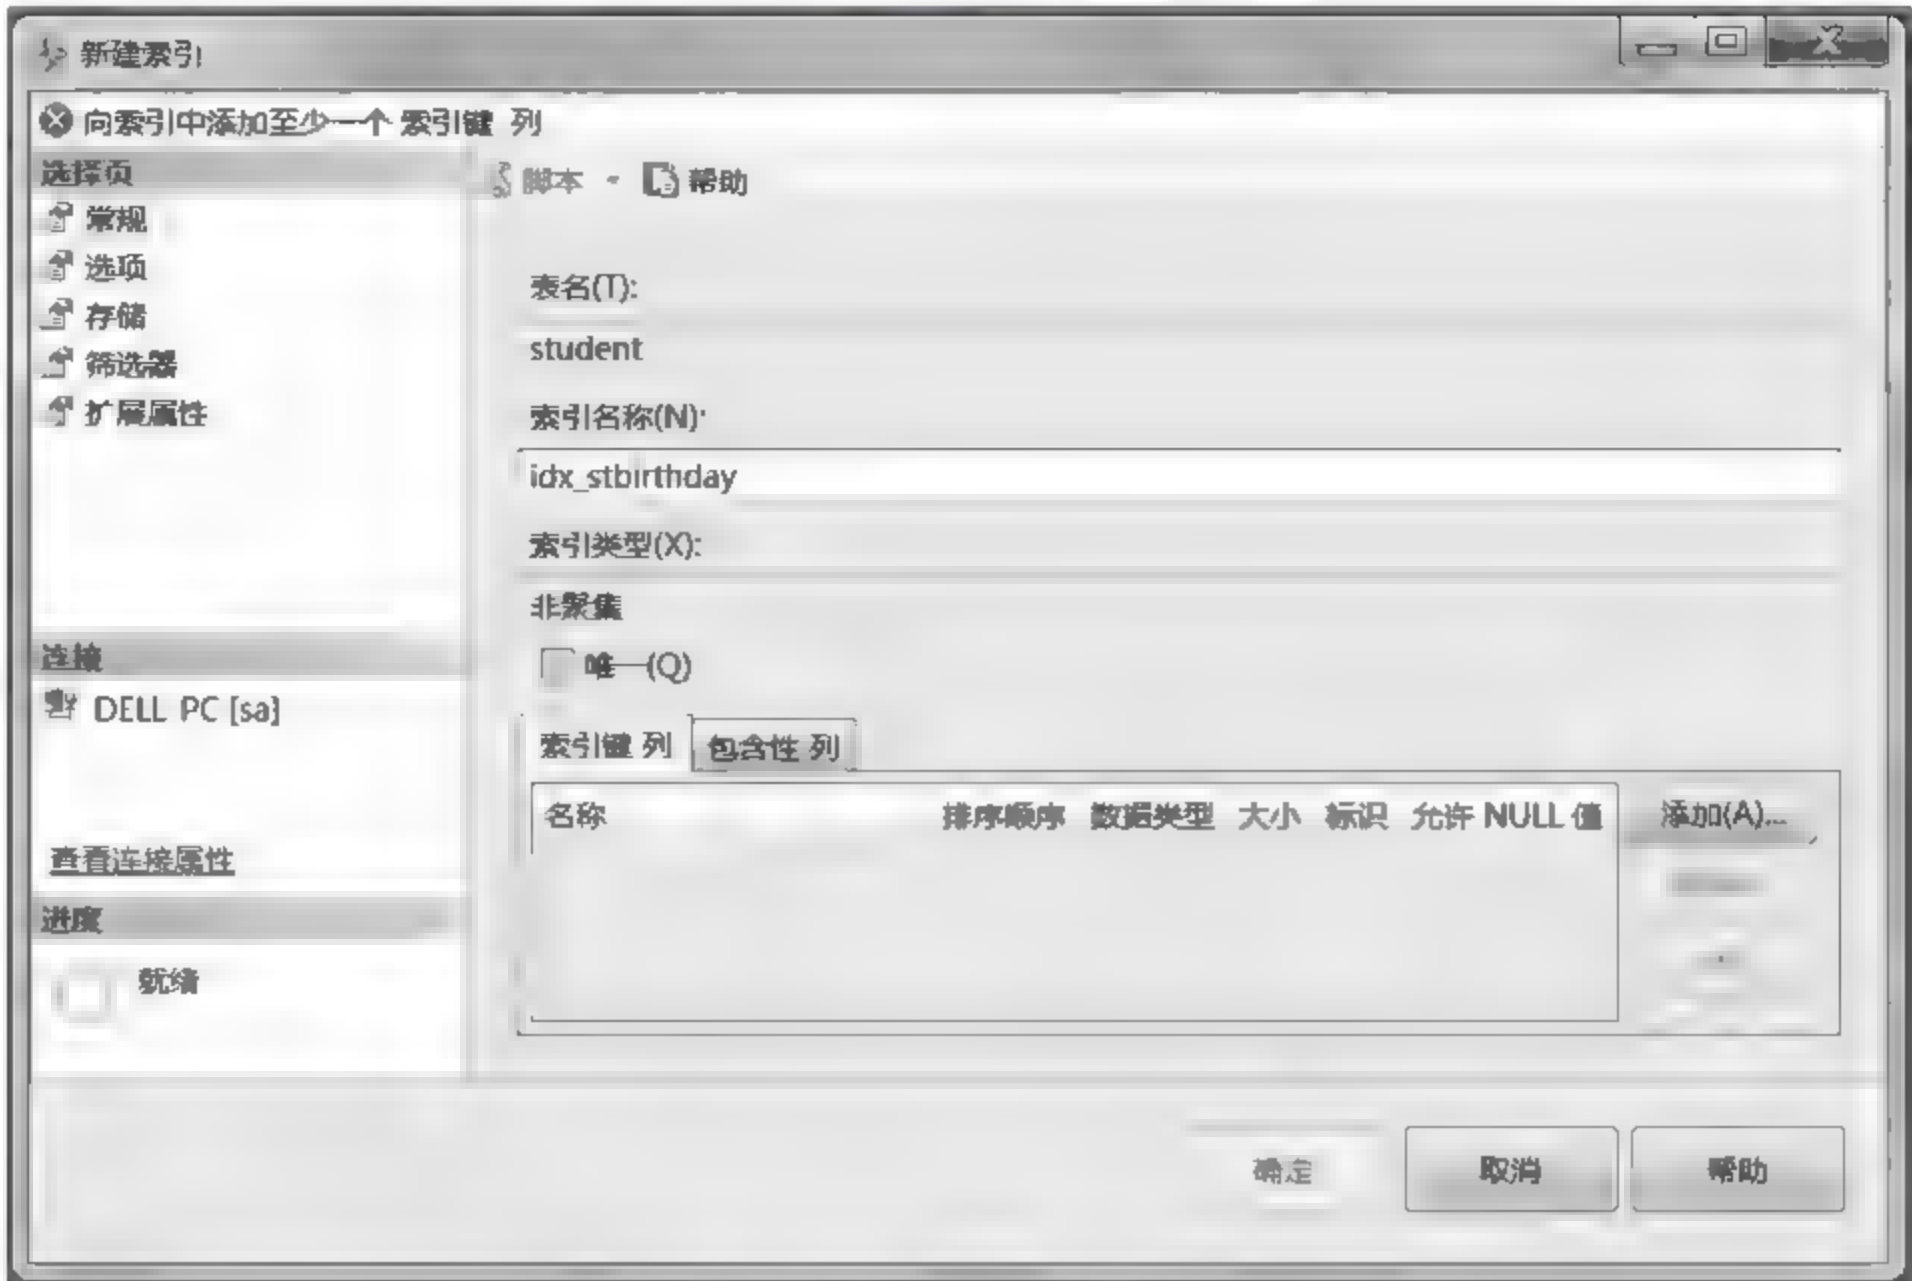 新建索引
向索引中添加至少一个 索引键 列
选择页
常规
选项
存储
筛选器
扩展属性
连接
DELL PC [sa]
查看连接属性
进度
就绪
脚本 帮助
表名(T):
student
索引名称(N):
idx_stbirthday
索引类型(X):
非聚集
唯一(Q)
索引键 列 包含性 列
名称 排序顺序 数据类型 大小 标识 允许 NULL 值
添加(A)...
确定 取消 帮助